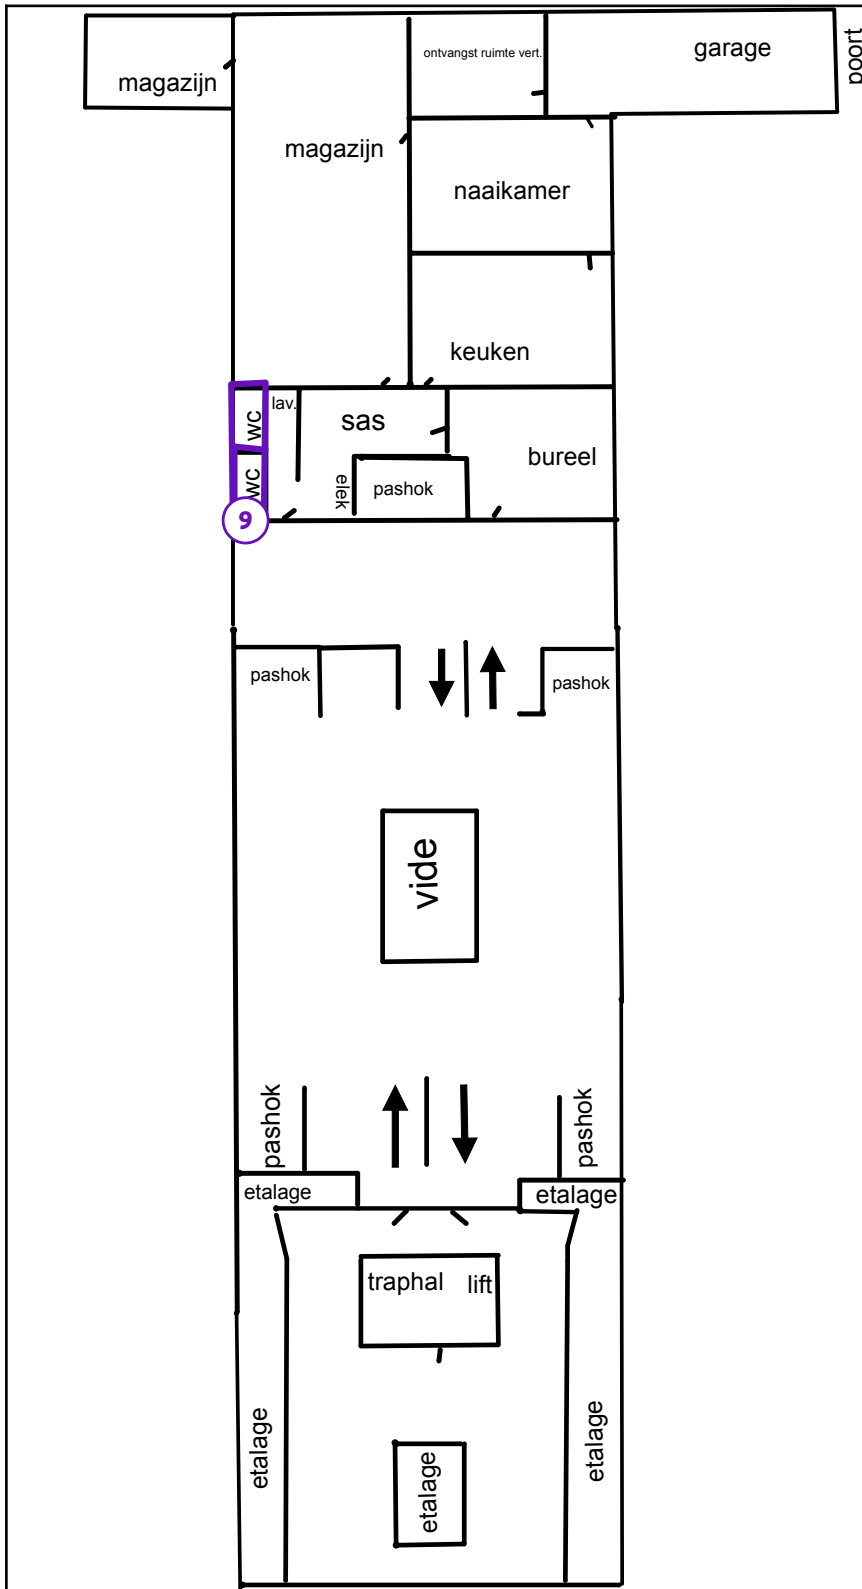 ontvangst ruimte vert.
garage
poort
magazijn
magazijn
naaikamer
keuken
lav.
wc
sas
bureel
wc
elek
pashok
9
pashok
pashok
vide
pashok
pashok
etalage
etalage
traphal
lift
etalage
etalage
etalage